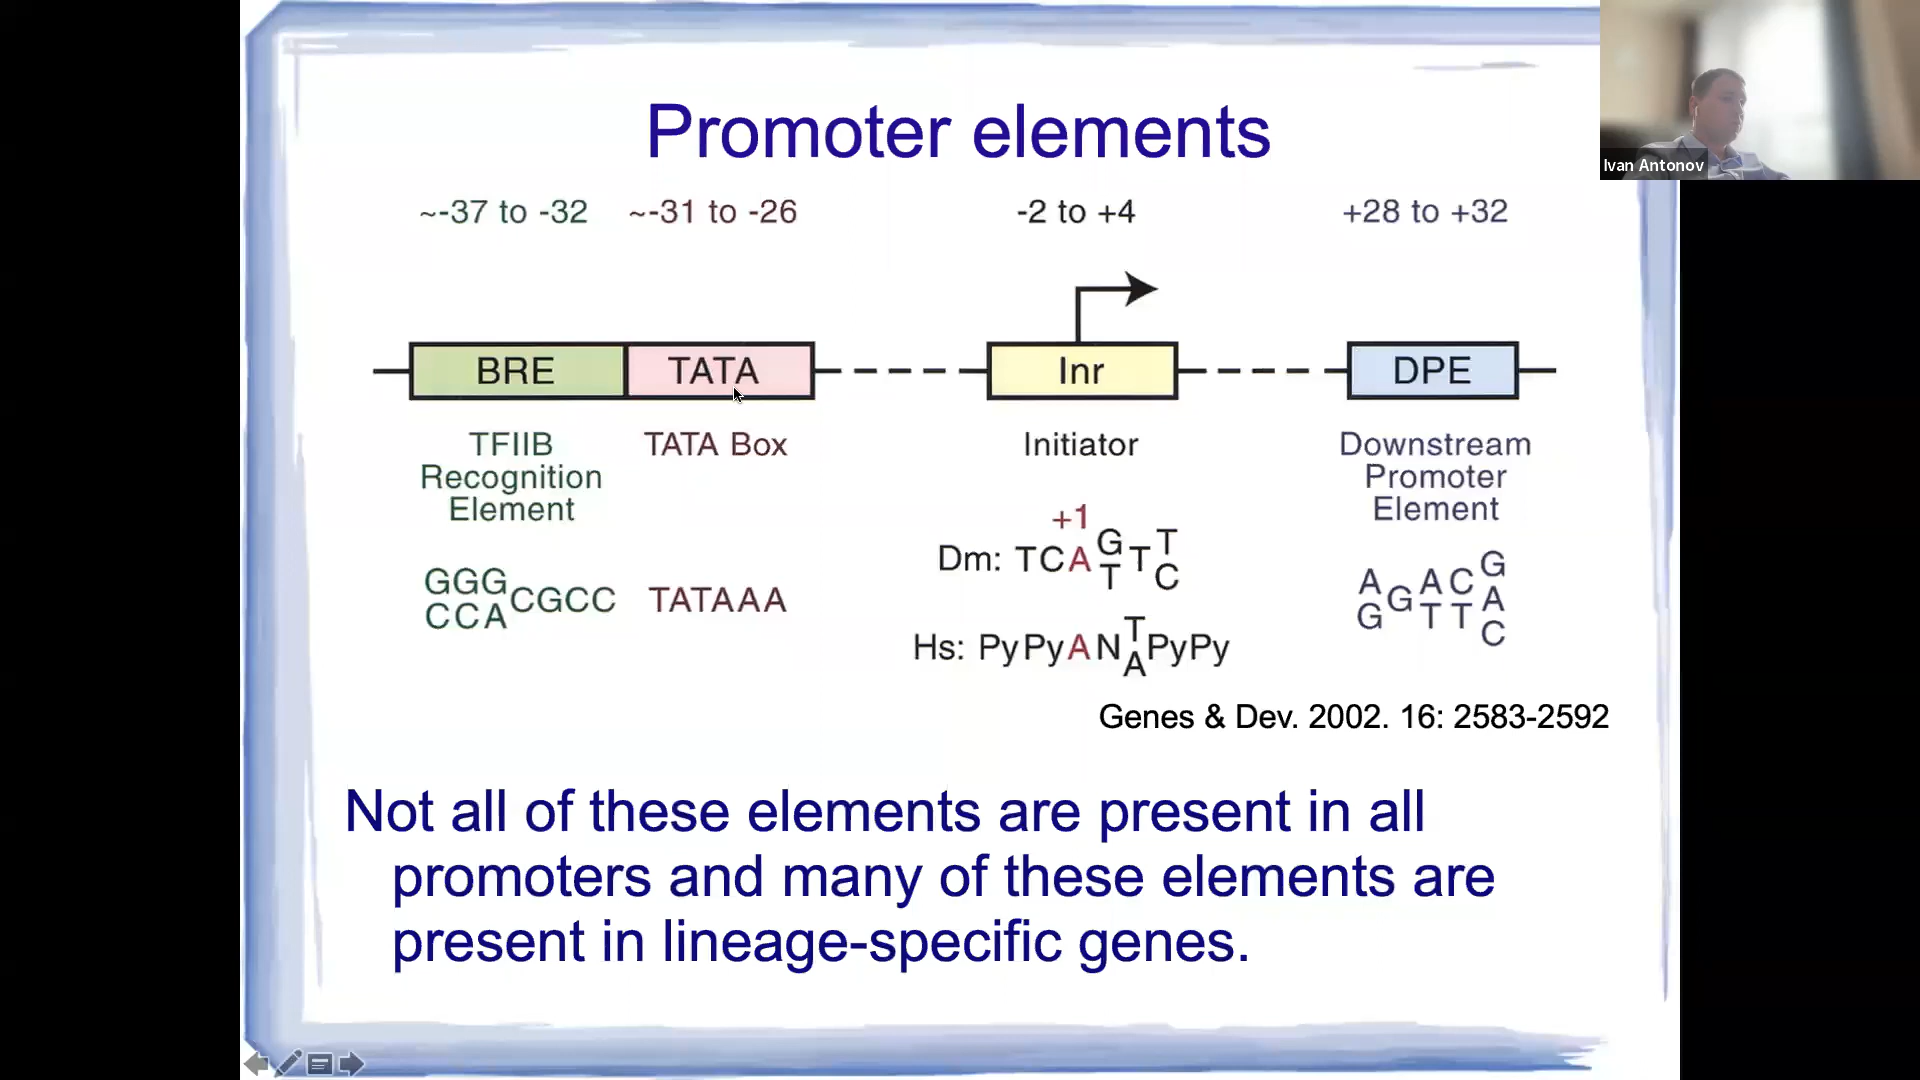 Promoter elements
Ivan Antonov
~-37 to -32 ~-31 to -26 -2 to +4 +28 to +32
BRE TATA Inr DPE
TFIIB
Recognition
Element
TATA Box
Initiator
Downstream
Promoter
Element
GGG
CCA
CGCC
TATAAA
+1
Dm: TCA G/T T T/C
Hs: PyPyAN T/A PyPy
A/G G A/T C/T G/A/C
Genes & Dev. 2002. 16: 2583-2592
Not all of these elements are present in all
promoters and many of these elements are
present in lineage-specific genes.